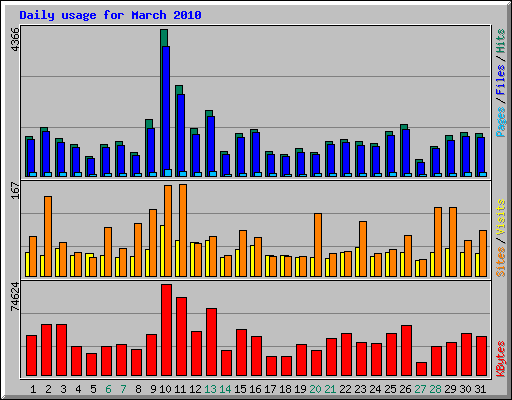 Daily usage for March 2010
4366
Pages / Files / Hits
167
Sites / Visits
74624
KBytes
1 2 3 4 5 6 7 8 9 10 11 12 13 14 15 16 17 18 19 20 21 22 23 24 25 26 27 28 29 30 31